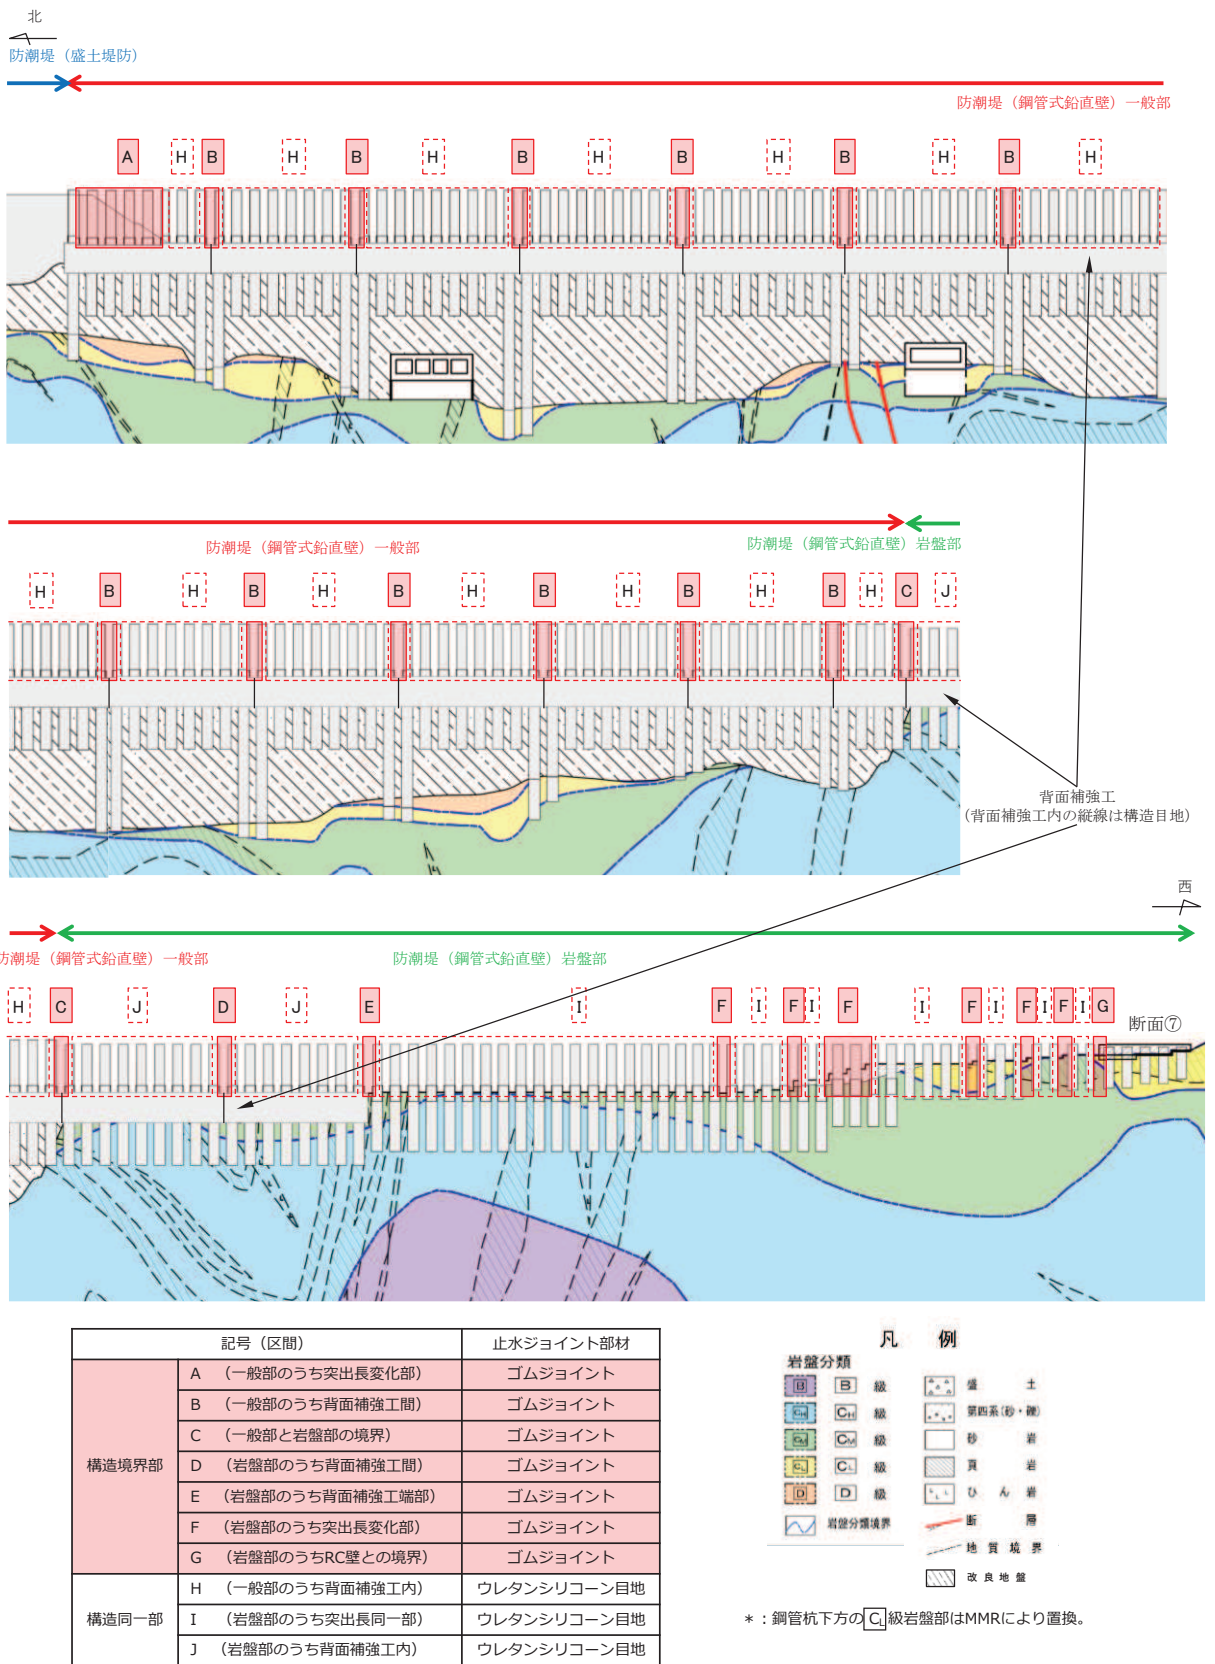 北
防潮堤（盛土堤防）
防潮堤（鋼管式鉛直壁）一般部
A H B H B H B H B H B H B H
防潮堤（鋼管式鉛直壁）一般部
防潮堤（鋼管式鉛直壁）岩盤部
H B H B H B H B H B H B H C J
背面補強工
（背面補強工内の縦線は構造目地）
西
防潮堤（鋼管式鉛直壁）一般部
防潮堤（鋼管式鉛直壁）岩盤部
H C J D J E I F I F I F I F I F I F I G
断面⑦
記号（区間） 止水ジョイント部材
構造境界部
A （一般部のうち突出長変化部） ゴムジョイント
B （一般部のうち背面補強工間） ゴムジョイント
C （一般部と岩盤部の境界） ゴムジョイント
D （岩盤部のうち背面補強工間） ゴムジョイント
E （岩盤部のうち背面補強工端部） ゴムジョイント
F （岩盤部のうち突出長変化部） ゴムジョイント
G （岩盤部のうちRC壁との境界） ゴムジョイント
構造同一部
H （一般部のうち背面補強工内） ウレタンシリコーン目地
I （岩盤部のうち突出長同一部） ウレタンシリコーン目地
J （岩盤部のうち背面補強工内） ウレタンシリコーン目地
凡 例
岩盤分類
B B 級
CH CH 級
CM CM 級
CL CL 級
D D 級
岩盤分類境界
盛 土
第四系(砂・礫)
砂 岩
頁 岩
ひ ん 岩
断 層
地 質 境 界
改 良 地 盤
＊：鋼管杭下方のCL級岩盤部はMMRにより置換。